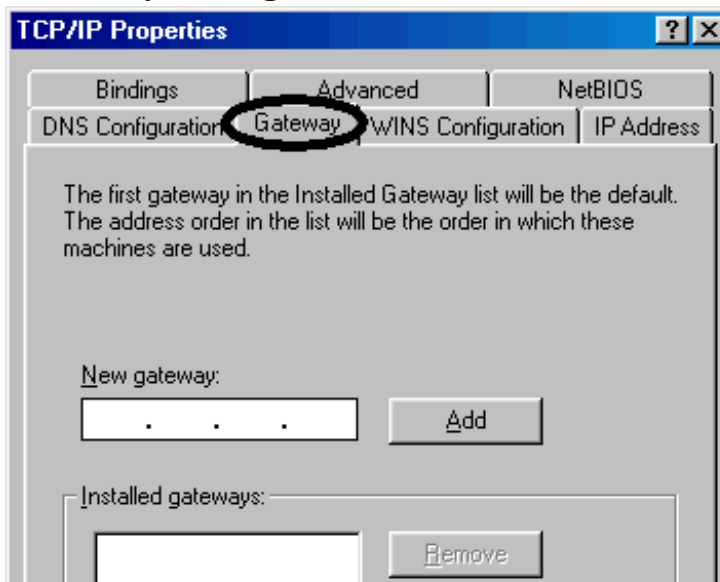 TCP/IP Properties
Bindings Advanced NetBIOS
DNS Configuration Gateway WINS Configuration IP Address
The first gateway in the Installed Gateway list will be the default.
The address order in the list will be the order in which these
machines are used.
New gateway:
. . . Add
Installed gateways:
Remove